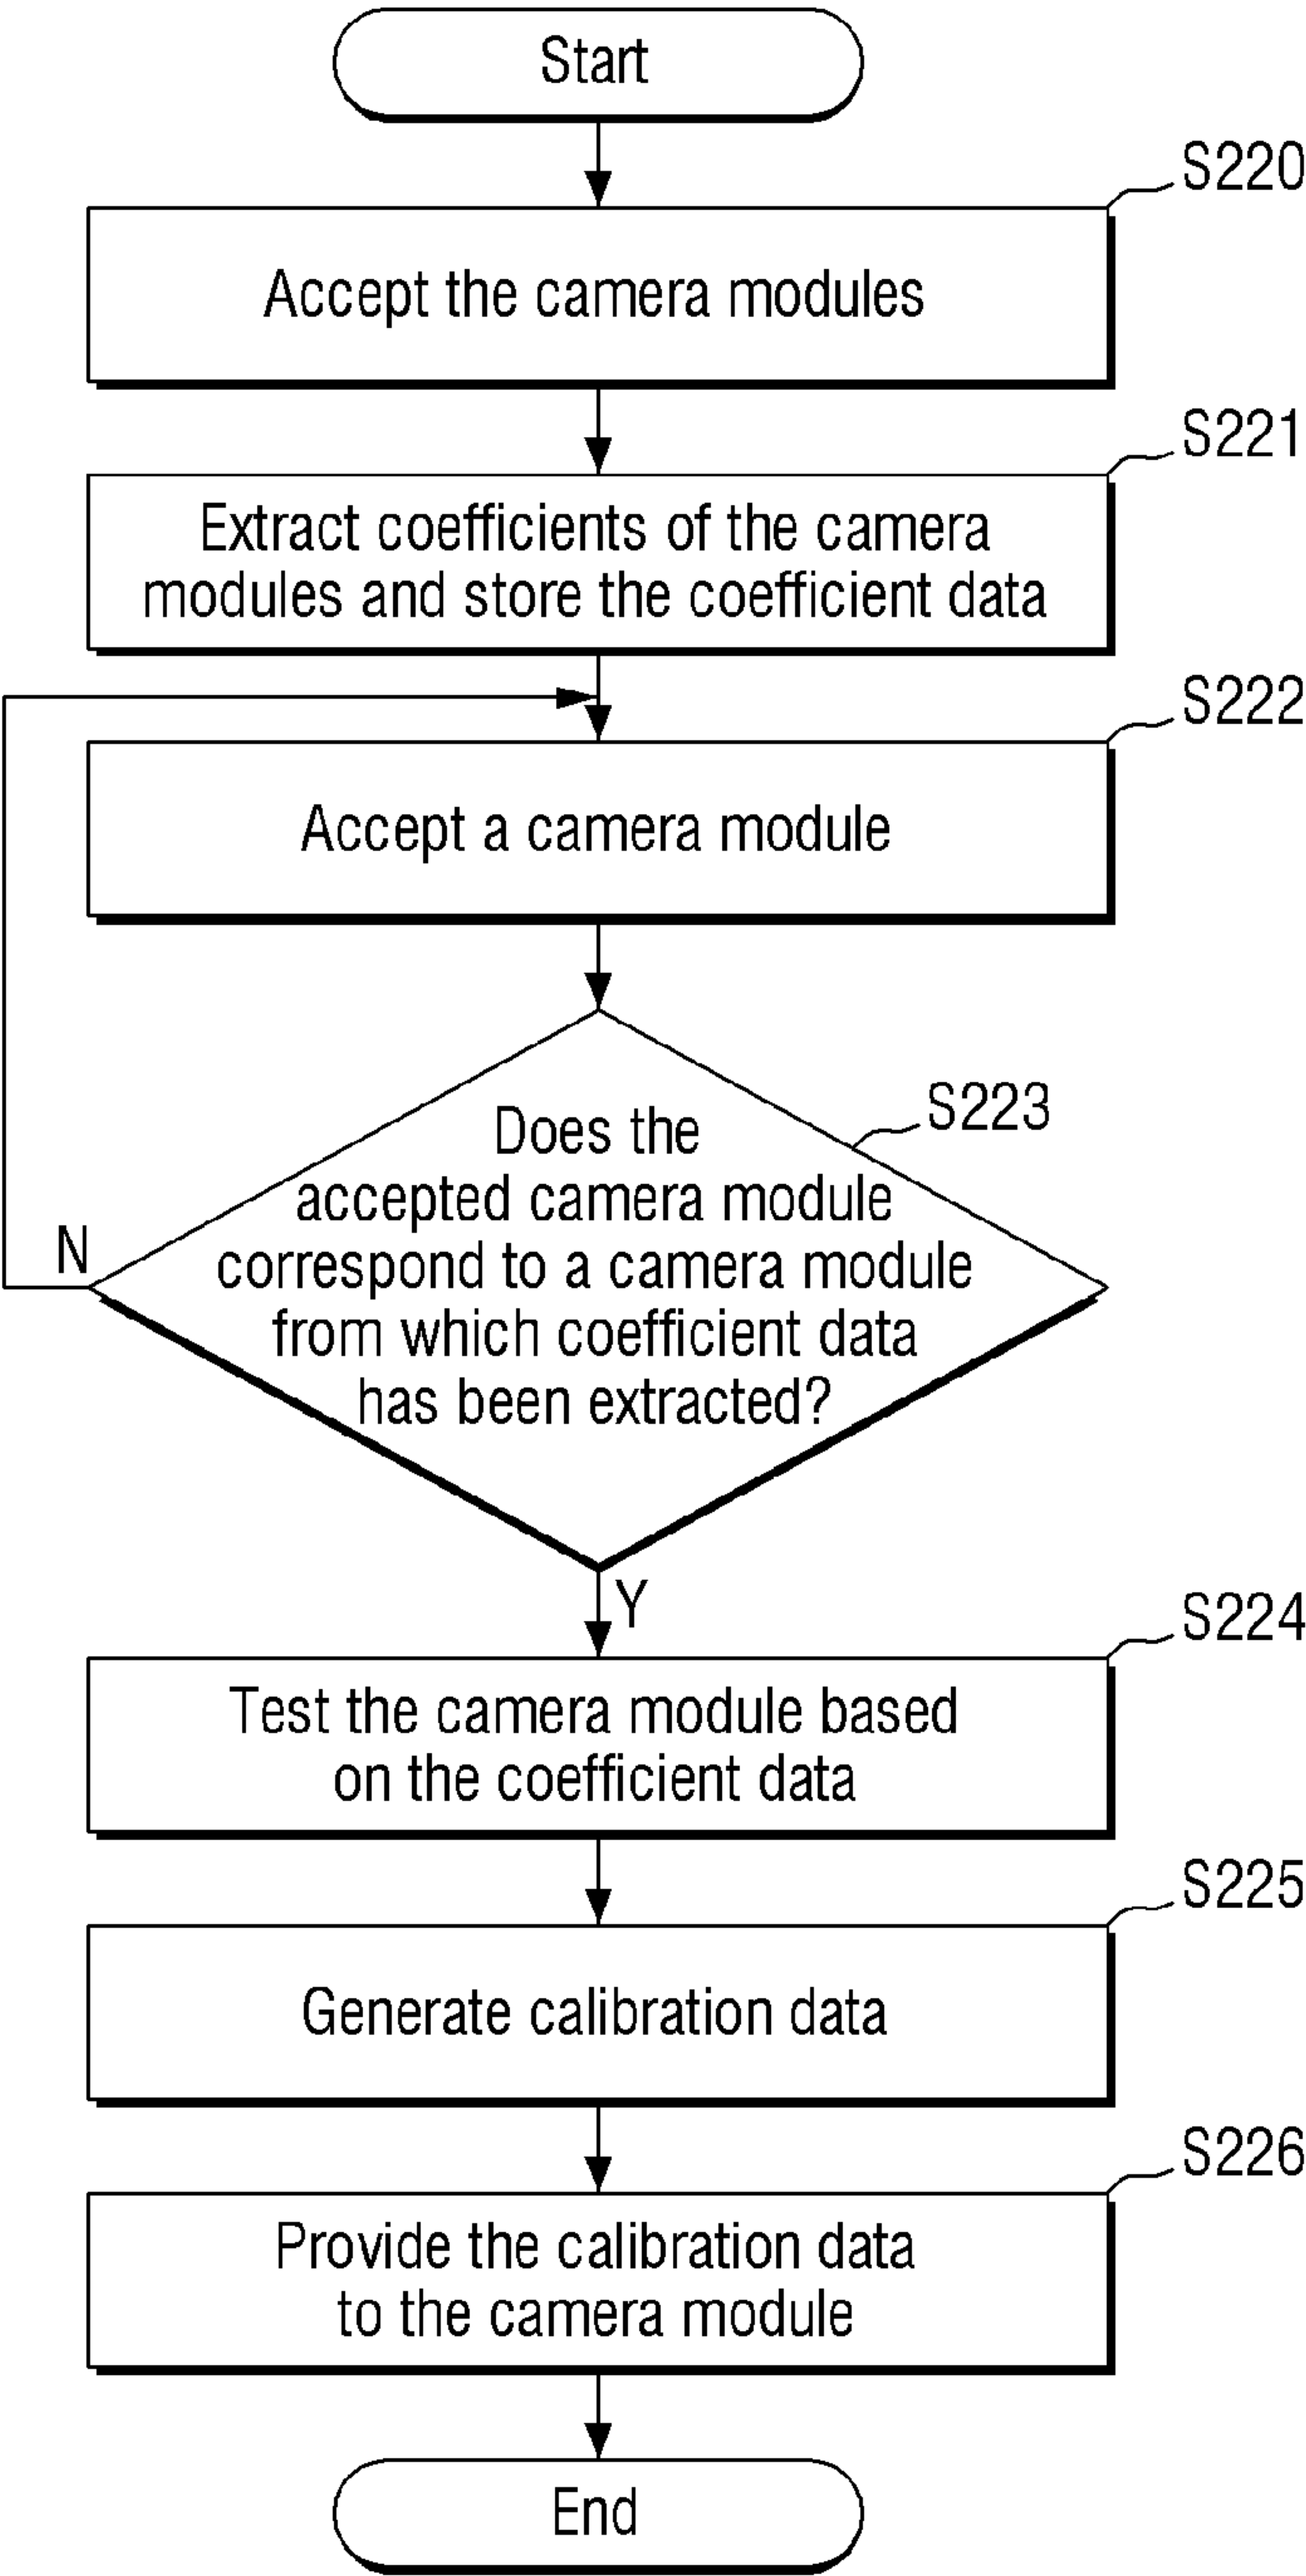 Start
S220
Accept the camera modules
S221
Extract coefficients of the camera
modules and store the coefficient data
S222
Accept a camera module
S223
Does the
accepted camera module
correspond to a camera module
from which coefficient data
has been extracted?
N
Y
S224
Test the camera module based
on the coefficient data
S225
Generate calibration data
S226
Provide the calibration data
to the camera module
End